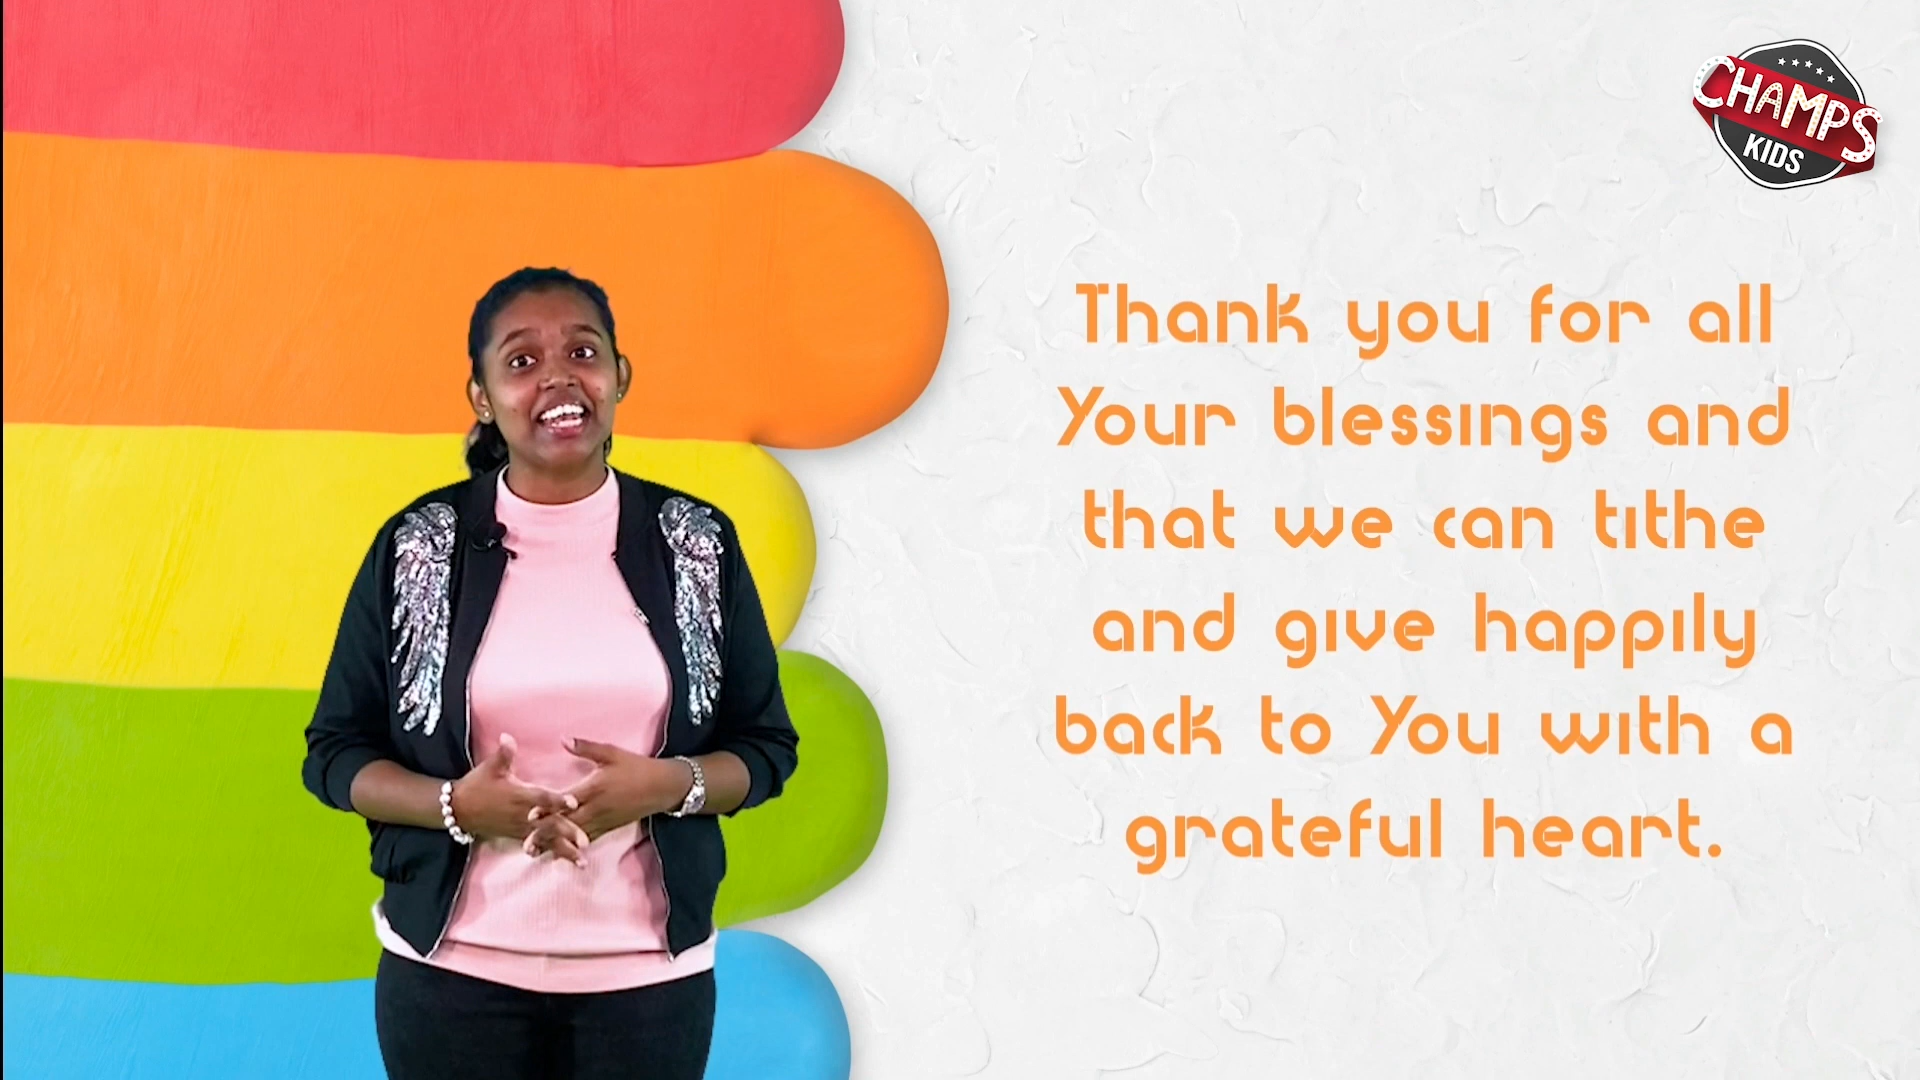 CHAMPS
KIDS
Thank you for all
Your blessings and
that we can tithe
and give happily
back to You with a
grateful heart.